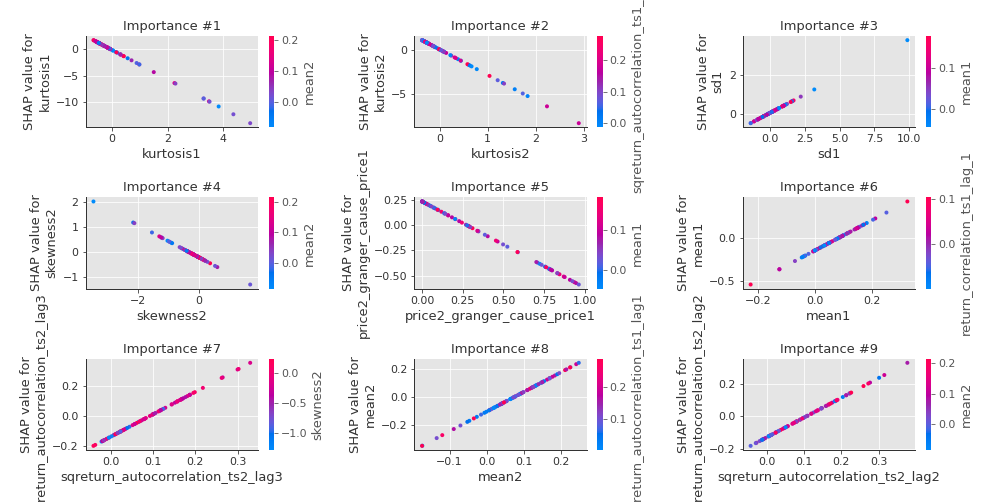 Importance #1
SHAP value for
kurtosis1
0
−5
−10
0
2
4
kurtosis1
0.2
0.1
0.0
mean2
Importance #2
SHAP value for
kurtosis2
0
−5
0
1
2
3
kurtosis2
0.2
0.1
0.0
sqreturn_autocorrelation_ts1_
Importance #3
SHAP value for
sd1
2
0
0.0
2.5
5.0
7.5
10.0
sd1
0.1
0.0
mean1
Importance #4
SHAP value for
skewness2
2
1
0
−1
−2
0
skewness2
0.2
0.1
0.0
mean2
Importance #5
SHAP value for
price2_granger_cause_price1
0.25
0.00
−0.25
−0.50
0.00
0.25
0.50
0.75
1.00
price2_granger_cause_price1
0.1
0.0
mean1
Importance #6
SHAP value for
mean1
0.0
−0.5
−0.2
0.0
0.2
mean1
0.1
0.0
return_correlation_ts1_lag_1
Importance #7
SHAP value for
return_autocorrelation_ts2_lag3
0.2
0.0
−0.2
0.0
0.1
0.2
0.3
sqreturn_autocorrelation_ts2_lag3
0.0
−0.5
−1.0
skewness2
Importance #8
SHAP value for
mean2
0.2
0.0
−0.2
−0.1
0.0
0.1
0.2
mean2
0.2
0.1
return_autocorrelation_ts1_lag1
Importance #9
SHAP value for
return_autocorrelation_ts2_lag2
0.2
0.0
−0.2
0.0
0.1
0.2
0.3
sqreturn_autocorrelation_ts2_lag2
0.2
0.1
0.0
mean2